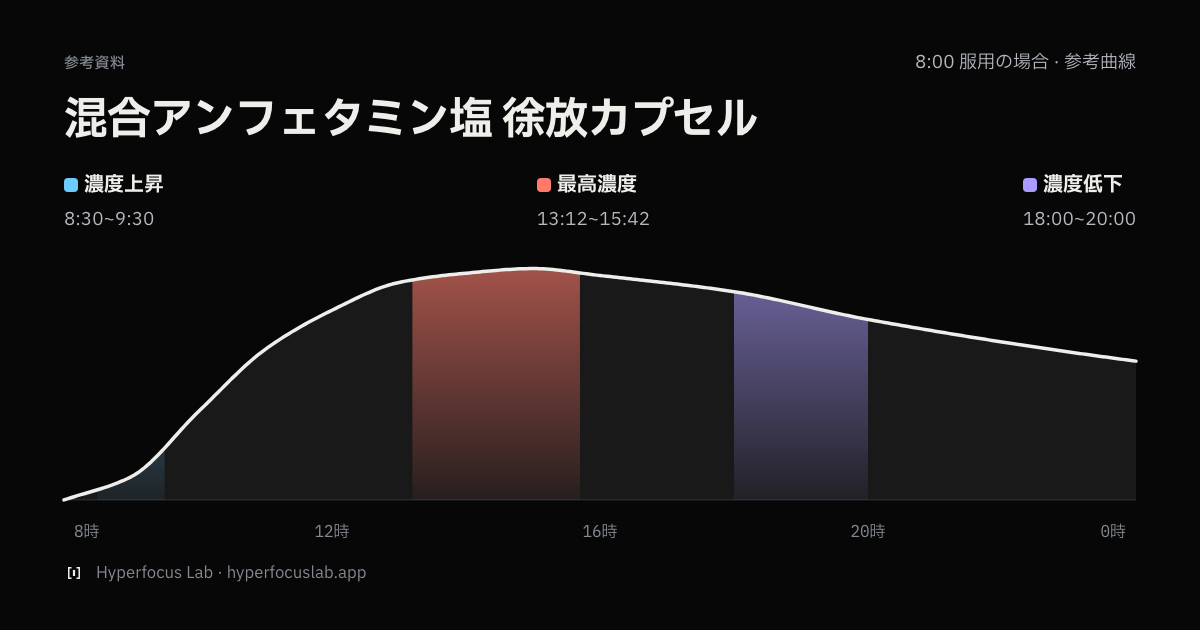 参考資料
8:00 服用の場合 · 参考曲線
混合アンフェタミン塩 徐放カプセル
濃度上昇
8:30~9:30
最高濃度
13:12~15:42
濃度低下
18:00~20:00
8時
12時
16時
20時
0時
Hyperfocus Lab · hyperfocuslab.app